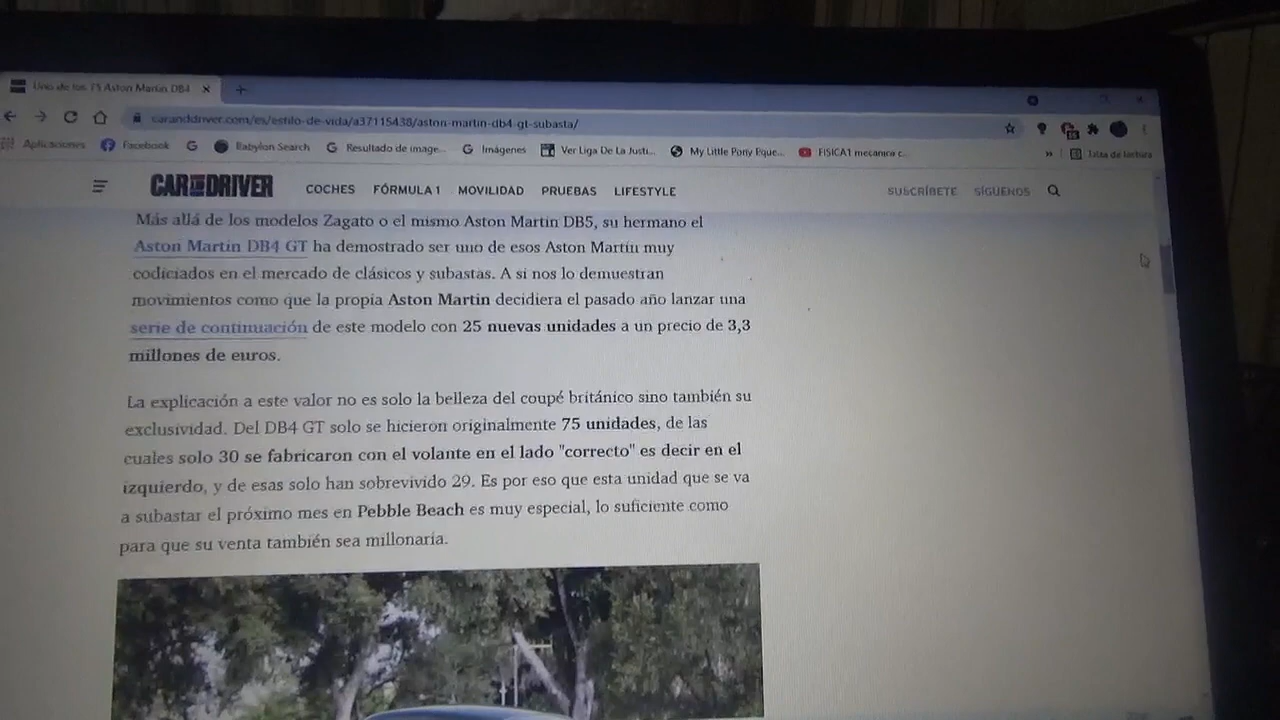 Uno de los 75 Aston Martin DB4
caranddriver.com/es/estilo-de-vida/a37115438/aston-martin-db4-gt-subasta/
Aplicaciones Facebook G Babylon Search Resultado de image... Imágenes Ver Liga De La Justi... My Little Pony Pque... FISICA1 mecanica c... » Lista de lectura
CAR AND DRIVER COCHES FÓRMULA 1 MOVILIDAD PRUEBAS LIFESTYLE SUSCRÍBETE SÍGUENOS
Más allá de los modelos Zagato o el mismo Aston Martin DB5, su hermano el
Aston Martin DB4 GT ha demostrado ser uno de esos Aston Martin muy
codiciados en el mercado de clásicos y subastas. A si nos lo demuestran
movimientos como que la propia Aston Martin decidiera el pasado año lanzar una
serie de continuación de este modelo con 25 nuevas unidades a un precio de 3,3
millones de euros.
La explicación a este valor no es solo la belleza del coupé británico sino también su
exclusividad. Del DB4 GT solo se hicieron originalmente 75 unidades, de las
cuales solo 30 se fabricaron con el volante en el lado "correcto" es decir en el
izquierdo, y de esas solo han sobrevivido 29. Es por eso que esta unidad que se va
a subastar el próximo mes en Pebble Beach es muy especial, lo suficiente como
para que su venta también sea millonaria.